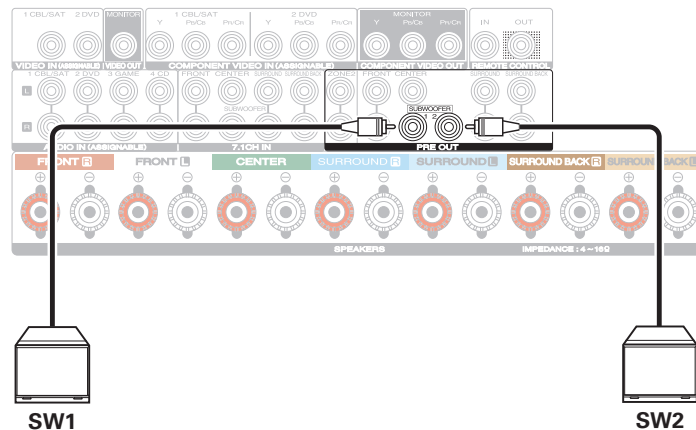 1 CBL/SAT 2 DVD MONITOR 1 CBL/SAT 2 DVD MONITOR IN OUT
Y PB/CB PR/CR Y PB/CB PR/CR Y PB/CB PR/CR
VIDEO IN (ASSIGNABLE) VIDEO OUT COMPONENT VIDEO IN (ASSIGNABLE) COMPONENT VIDEO OUT REMOTE CONTROL
1 CBL/SAT 2 DVD 3 GAME 4 CD FRONT CENTER SURROUND SURROUND BACK ZONE2 FRONT CENTER SURROUND SURROUND BACK
L
SUBWOOFER SUBWOOFER
1 2
R
AUDIO IN (ASSIGNABLE) 7.1CH IN PRE OUT
FRONT R FRONT L CENTER SURROUND R SURROUND L SURROUND BACK R SURROUND BACK L
SPEAKERS IMPEDANCE : 4~16Ω
SW1 SW2